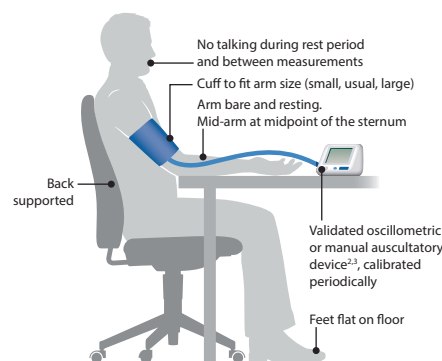 No talking during rest period
and between measurements
Cuff to fit arm size (small, usual, large)
Arm bare and resting.
Mid-arm at midpoint of the sternum
Back
supported
Validated oscillometric
or manual auscultatory
device2,3, calibrated
periodically
Feet flat on floor